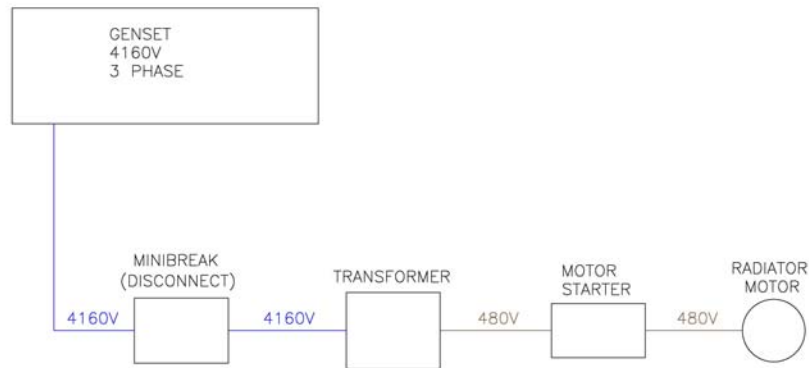 GENSET
4160V
3 PHASE
MINIBREAK
(DISCONNECT)
TRANSFORMER
MOTOR
STARTER
RADIATOR
MOTOR
4160V
4160V
480V
480V